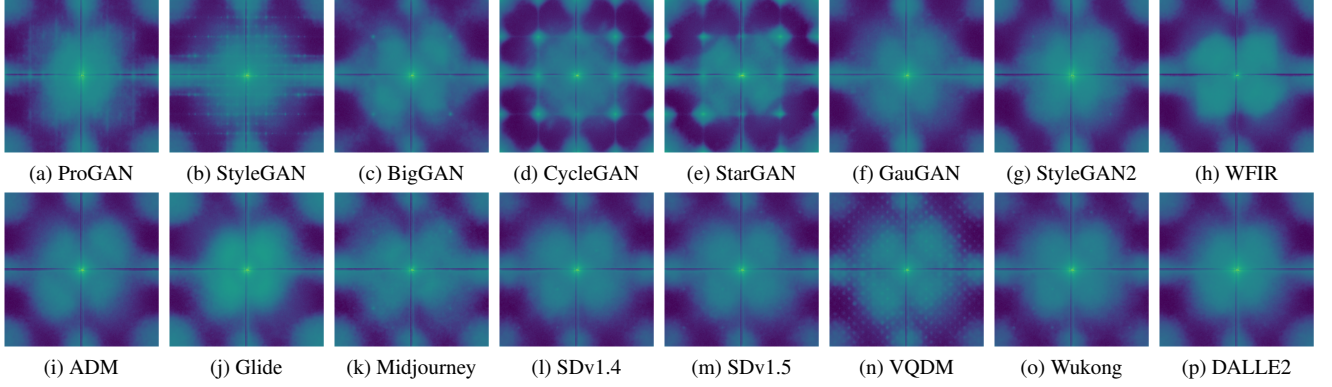 (a) ProGAN (b) StyleGAN (c) BigGAN (d) CycleGAN (e) StarGAN (f) GauGAN (g) StyleGAN2 (h) WFIR
(i) ADM (j) Glide (k) Midjourney (l) SDv1.4 (m) SDv1.5 (n) VQDM (o) Wukong (p) DALLE2